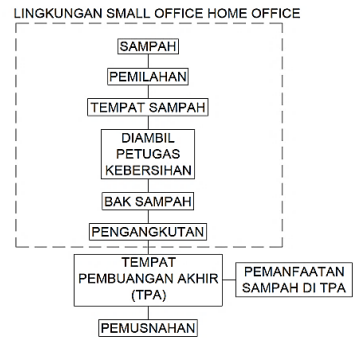 LINGKUNGAN SMALL OFFICE HOME OFFICE
SAMPAH
PEMILAHAN
TEMPAT SAMPAH
DIAMBIL
PETUGAS
KEBERSIHAN
BAK SAMPAH
PENGANGKUTAN
TEMPAT
PEMBUANGAN AKHIR
(TPA)
PEMANFAATAN
SAMPAH DI TPA
PEMUSNAHAN